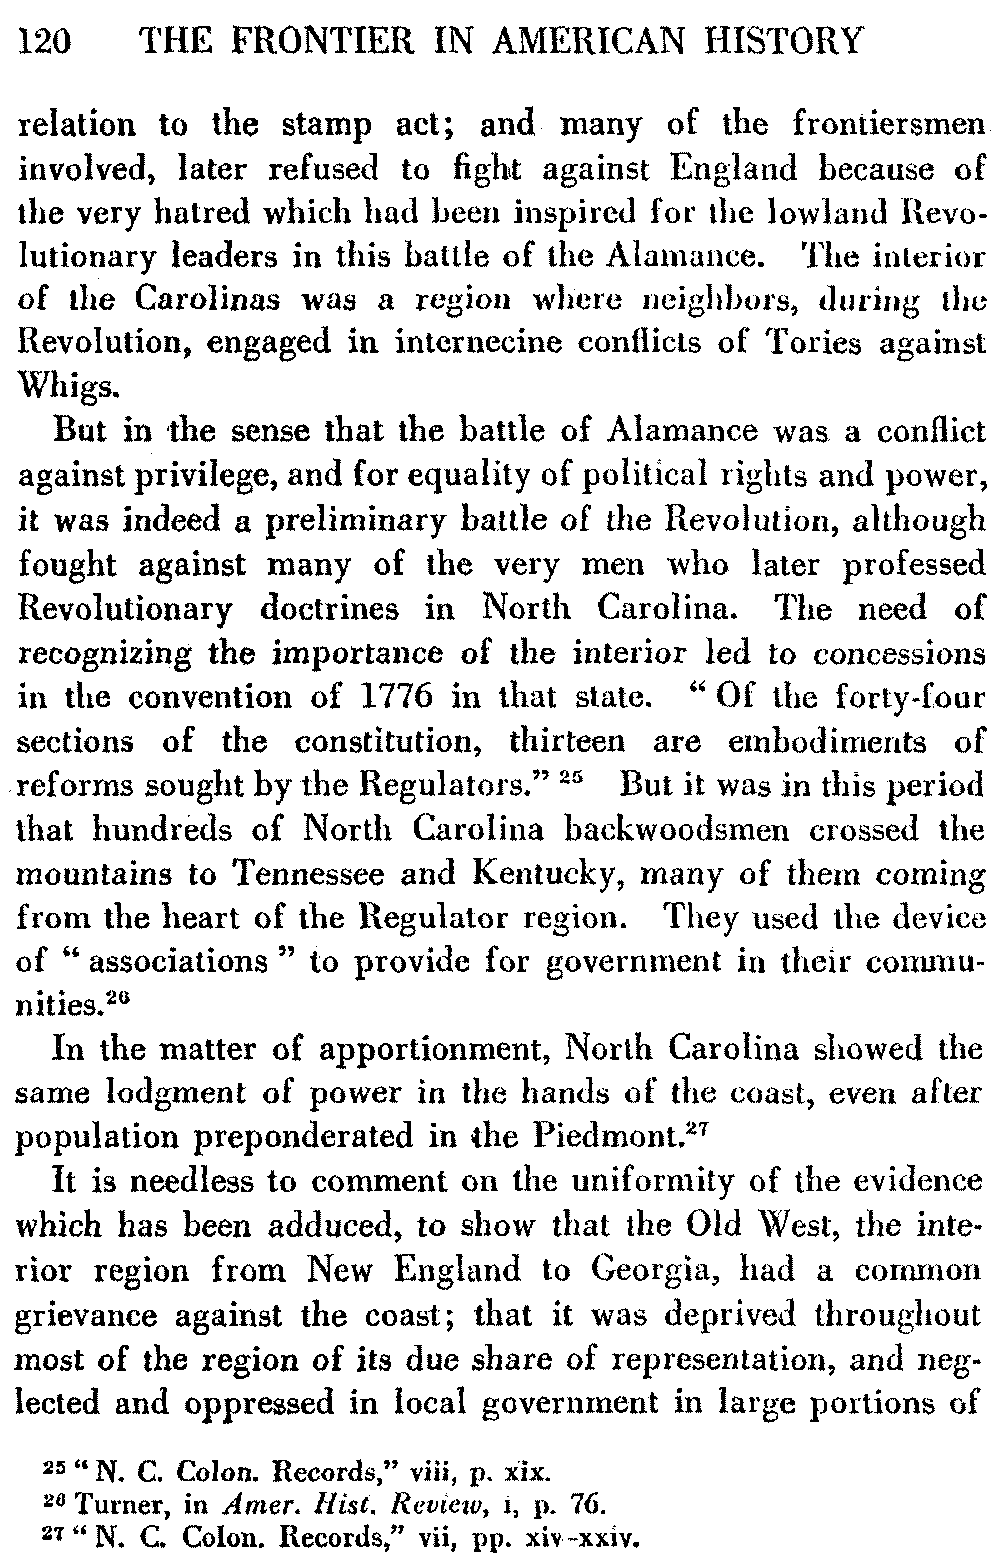 120 THE FRONTIER IN AMERICAN HISTORY
relation to the stamp act; and many of the frontiersmen
involved, later refused to fight against England because of
the very hatred which had been inspired for the lowland Revo-
lutionary leaders in this battle of the Alamance. The interior
of the Carolinas was a region where neighbors, during the
Revolution, engaged in internecine conflicts of Tories against
Whigs.
But in the sense that the battle of Alamance was a conflict
against privilege, and for equality of political rights and power,
it was indeed a preliminary battle of the Revolution, although
fought against many of the very men who later professed
Revolutionary doctrines in North Carolina. The need of
recognizing the importance of the interior led to concessions
in the convention of 1776 in that state. “ Of the forty-four
sections of the constitution, thirteen are embodiments of
reforms sought by the Regulators.” ²⁵ But it was in this period
that hundreds of North Carolina backwoodsmen crossed the
mountains to Tennessee and Kentucky, many of them coming
from the heart of the Regulator region. They used the device
of “ associations ” to provide for government in their commu-
nities.²⁶
In the matter of apportionment, North Carolina showed the
same lodgment of power in the hands of the coast, even after
population preponderated in the Piedmont.²⁷
It is needless to comment on the uniformity of the evidence
which has been adduced, to show that the Old West, the inte-
rior region from New England to Georgia, had a common
grievance against the coast; that it was deprived throughout
most of the region of its due share of representation, and neg-
lected and oppressed in local government in large portions of
²⁵ “ N. C. Colon. Records,” viii, p. xix.
²⁶ Turner, in Amer. Hist. Review, i, p. 76.
²⁷ “ N. C. Colon. Records,” vii, pp. xiv-xxiv.